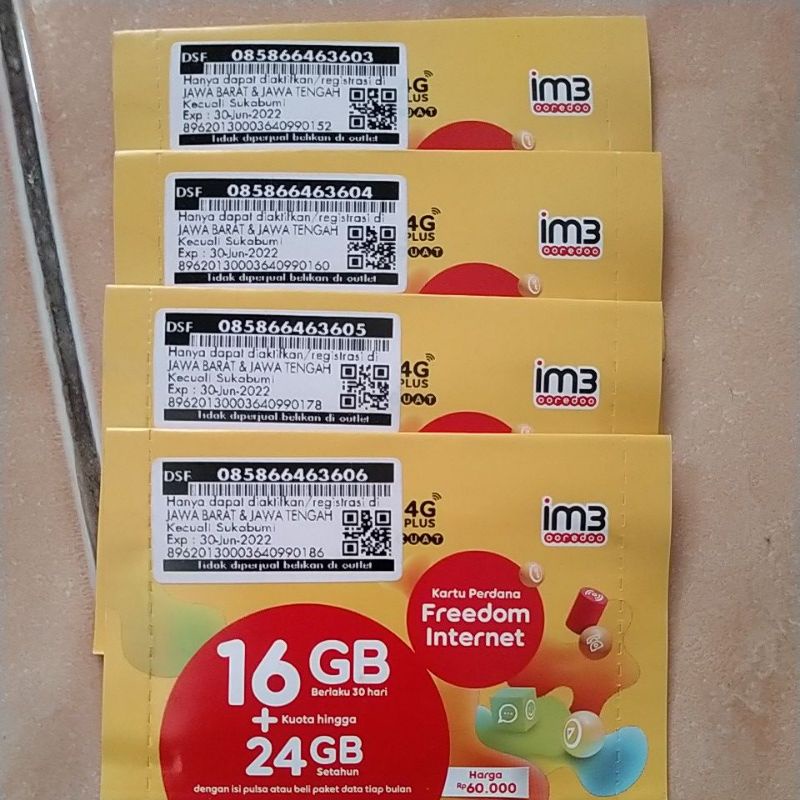 DSF 085866463603
Hanya dapat diaktifkan/registrasi di
JAWA BARAT & JAWA TENGAH
Kecuali Sukabumi
Exp : 30-Jun-2022
89620130003640990152
Tidak diperjual belikan di outlet
4G
PLUS
UAT
im3
ooredoo
DSF 085866463604
Hanya dapat diaktifkan/registrasi di
JAWA BARAT & JAWA TENGAH
Kecuali Sukabumi
Exp : 30-Jun-2022
89620130003640990160
Tidak diperjual belikan di outlet
4G
PLUS
UAT
im3
ooredoo
DSF 085866463605
Hanya dapat diaktifkan/registrasi di
JAWA BARAT & JAWA TENGAH
Kecuali Sukabumi
Exp : 30-Jun-2022
89620130003640990178
Tidak diperjual belikan di outlet
4G
PLUS
UAT
im3
ooredoo
DSF 085866463606
Hanya dapat diaktifkan/registrasi di
JAWA BARAT & JAWA TENGAH
Kecuali Sukabumi
Exp : 30-Jun-2022
89620130003640990186
Tidak diperjual belikan di outlet
4G
PLUS
UAT
im3
ooredoo
Kartu Perdana
Freedom
Internet
16 GB
Berlaku 30 hari
+ Kuota hingga
24 GB
Setahun
dengan isi pulsa atau beli paket data tiap bulan
Harga
Rp60.000